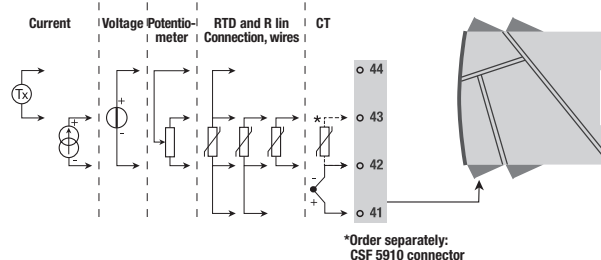 Current
Voltage
Potentio-
meter
RTD and R lin
Connection, wires
CT
Tx
+
-
+
-
*
-
+
44
43
42
41
*Order separately:
CSF 5910 connector